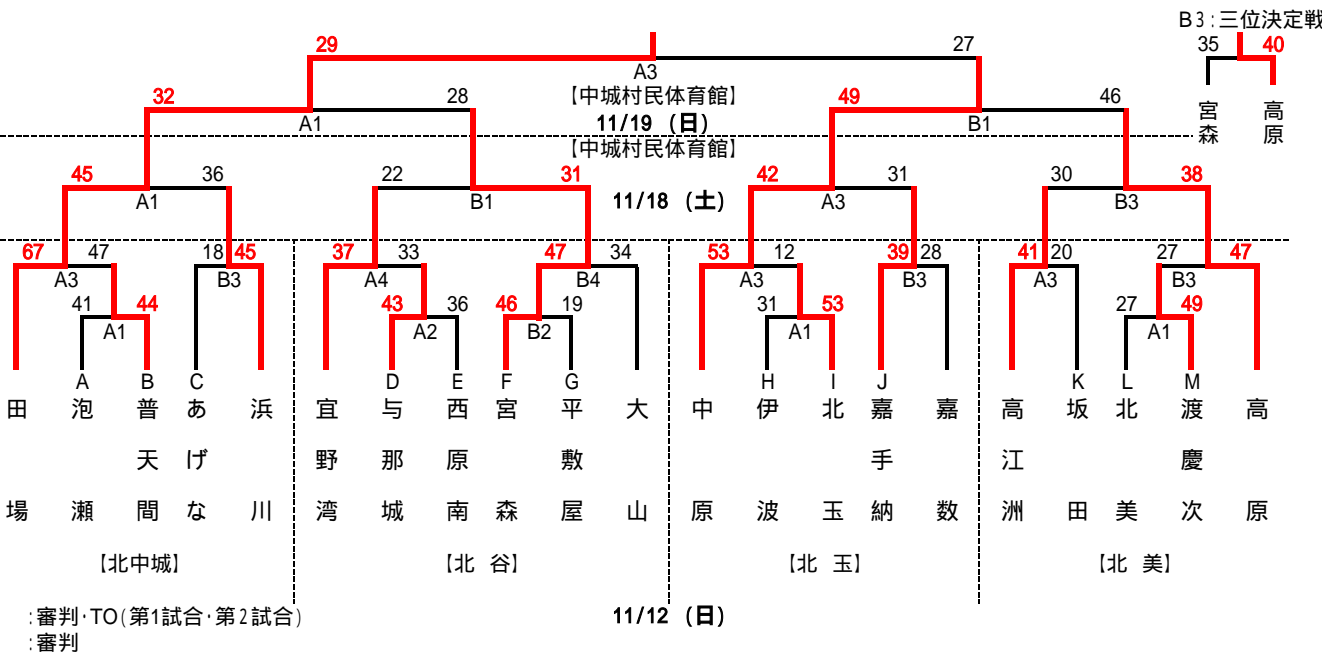 B3:三位決定戦
29 27 35 40
A3
32 【中城村民体育館】 49 46
28
A1 11/19 (日) B1
宮森 高原
【中城村民体育館】
45 36 22 31 42 31 30 38
A1 B1 11/18 (土) A3 B3
67 47 18 45 37 33 47 34 53 12 39 28 41 20 27 47
A3 B3 A4 B4 A3 B3 A3 B3
41 44 43 36 46 19 31 53 27 49
A1 A2 B2 A1 A1
A B C D E F G H I J K L M
田場 泡瀬 普天間 あげな 浜川 宜野湾 与那城 西原南 宮森 平敷屋 大山 中原 伊波 北玉 嘉手納 嘉数 高江洲 坂田 北美 渡慶次 高原
【北中城】 【北 谷】 【北 玉】 【北 美】
:審判・TO(第1試合・第2試合) 11/12 (日)
:審判